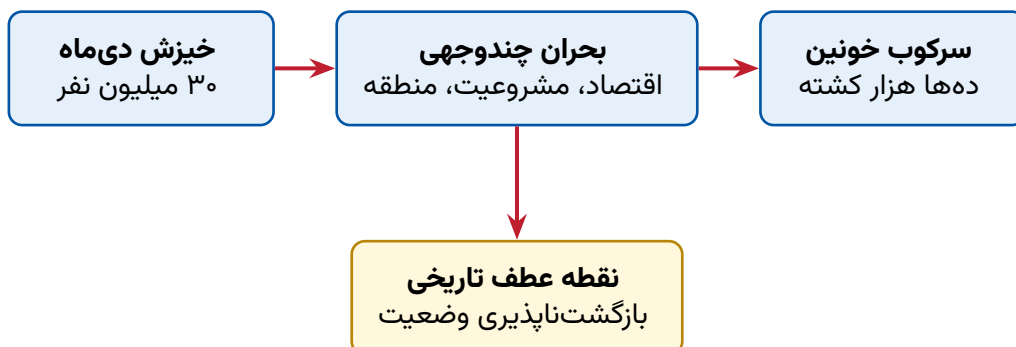 خیزش دی‌ماه
۳۰ میلیون نفر
بحران چندوجهی
اقتصاد، مشروعیت، منطقه
سرکوب خونین
ده‌ها هزار کشته
نقطه عطف تاریخی
بازگشت‌ناپذیری وضعیت